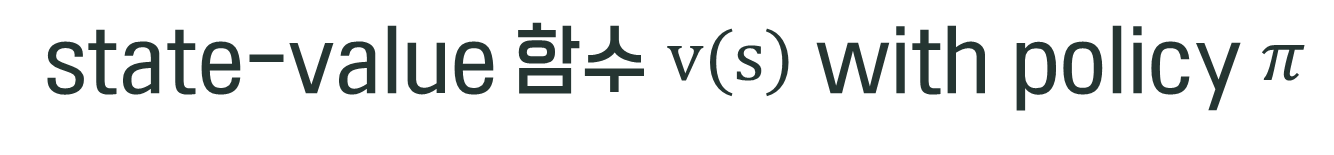 state-value 함수 v(s) with policy π